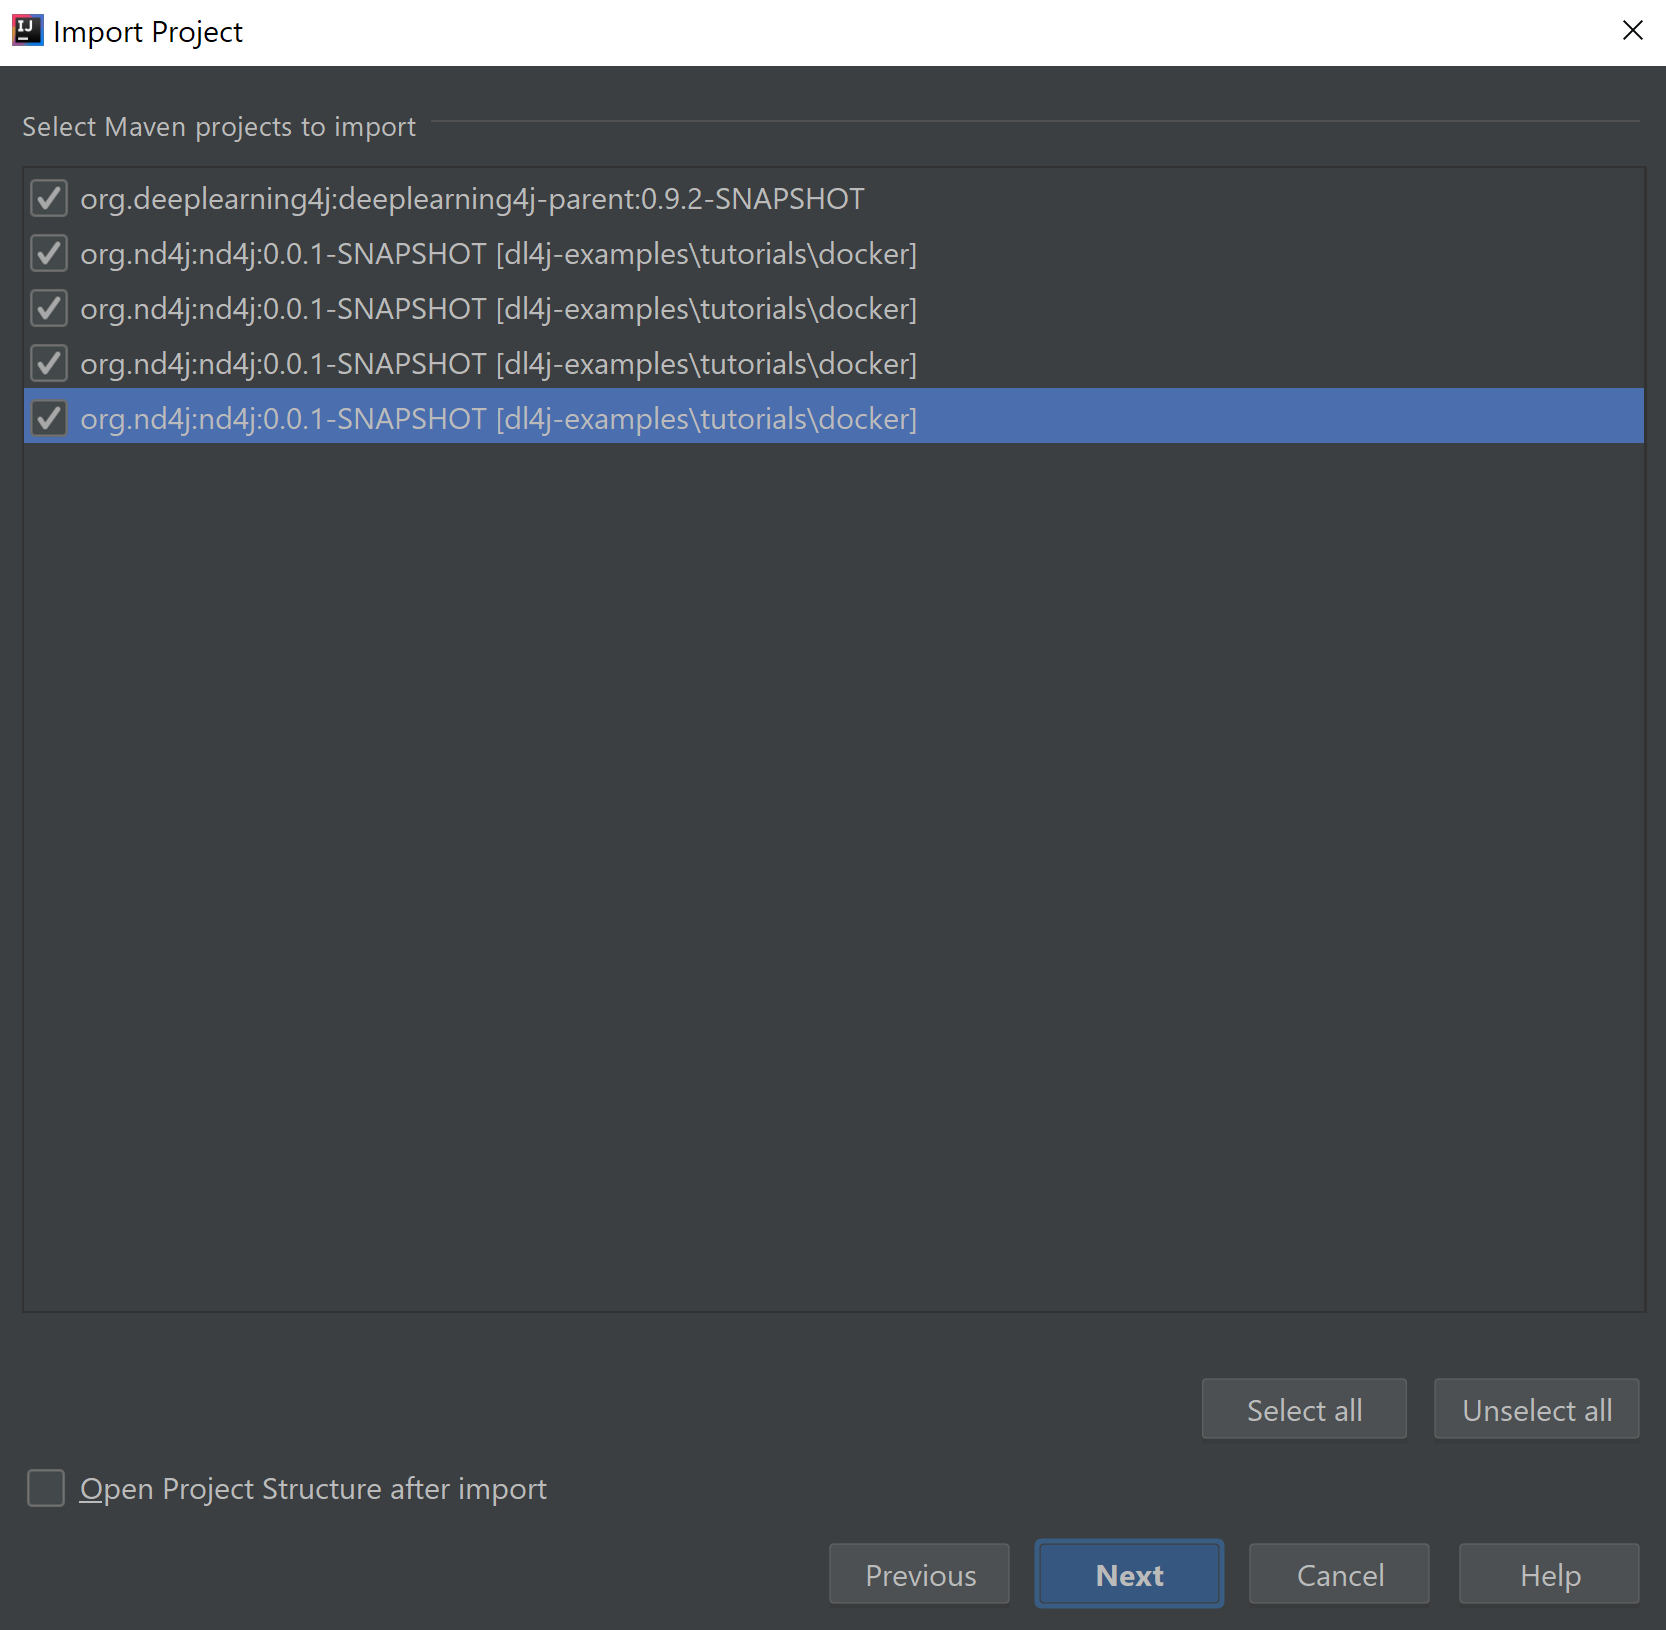 IJ
Import Project
Select Maven projects to import
org.deeplearning4j:deeplearning4j-parent:0.9.2-SNAPSHOT
org.nd4j:nd4j:0.0.1-SNAPSHOT [dl4j-examples\tutorials\docker]
org.nd4j:nd4j:0.0.1-SNAPSHOT [dl4j-examples\tutorials\docker]
org.nd4j:nd4j:0.0.1-SNAPSHOT [dl4j-examples\tutorials\docker]
org.nd4j:nd4j:0.0.1-SNAPSHOT [dl4j-examples\tutorials\docker]
Select all Unselect all
Open Project Structure after import
Previous Next Cancel Help